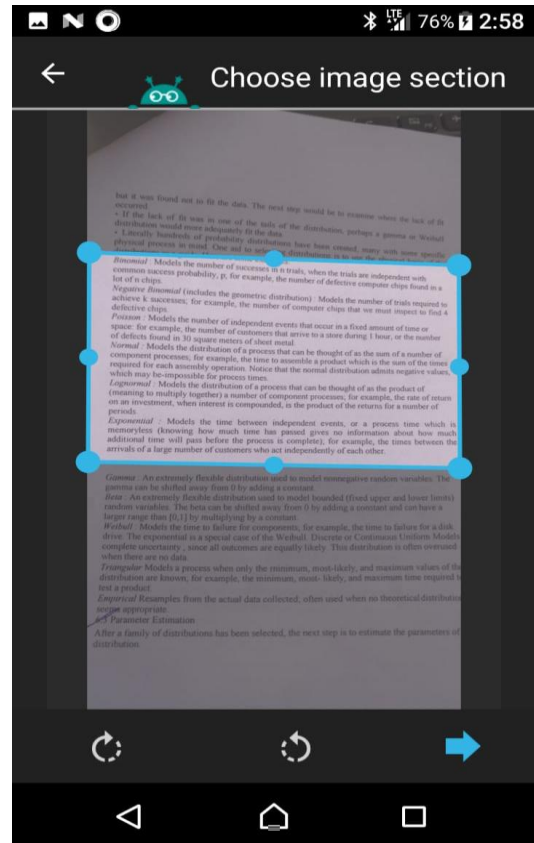 LTE 76% 2:58
Choose image section
but it was found not to fit the data. The next step would be to examine where the lack of fit
occurred.
• If the lack of fit was in one of the tails of the distribution, perhaps a gamma or Weibull
distribution would more adequately fit the data.
• Literally hundreds of probability distributions have been created, many with some specific
physical process in mind. One aid to selecting distributions is to use the physical basis of
Binomial : Models the number of successes in n trials, when the trials are independent with
common success probability, p; for example, the number of defective computer chips found in a
lot of n chips.
Negative Binomial (includes the geometric distribution) : Models the number of trials required to
achieve k successes; for example, the number of computer chips that we must inspect to find 4
defective chips.
Poisson : Models the number of independent events that occur in a fixed amount of time or
space: for example, the number of customers that arrive to a store during 1 hour, or the number
of defects found in 30 square meters of sheet metal.
Normal : Models the distribution of a process that can be thought of as the sum of a number of
component processes; for example, the time to assemble a product which is the sum of the times
required for each assembly operation. Notice that the normal distribution admits negative values,
which may be-impossible for process times.
Lognormal : Models the distribution of a process that can be thought of as the product of
(meaning to multiply together) a number of component processes; for example, the rate of return
on an investment, when interest is compounded, is the product of the returns for a number of
periods.
Exponential : Models the time between independent events, or a process time which is
memoryless (knowing how much time has passed gives no information about how much
additional time will pass before the process is complete); for example, the times between the
arrivals of a large number of customers who act independently of each other.
Gamma : An extremely flexible distribution used to model nonnegative random variables. The
gamma can be shifted away from 0 by adding a constant.
Beta : An extremely flexible distribution used to model bounded (fixed upper and lower limits)
random variables. The beta can be shifted away from 0 by adding a constant and can have a
larger range than [0,1] by multiplying by a constant.
Weibull : Models the time to failure for components; for example, the time to failure for a disk
drive. The exponential is a special case of the Weibull. Discrete or Continuous Uniform Models
complete uncertainty , since all outcomes are equally likely. This distribution is often overused
when there are no data.
Triangular Models a process when only the minimum, most-likely, and maximum values of the
distribution are known; for example, the minimum, most- likely, and maximum time required to
test a product.
Empirical Resamples from the actual data collected; often used when no theoretical distribution
seems appropriate.
Parameter Estimation
After a family of distributions has been selected, the next step is to estimate the parameters of
distribution.